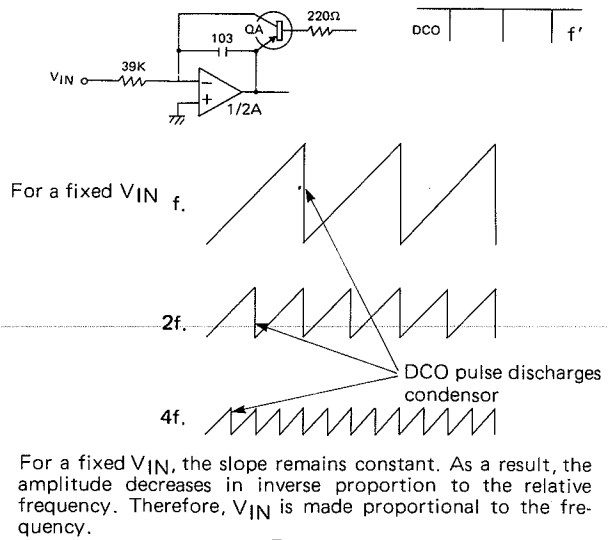 220Ω
QA
103
DCO
f'
39K
VIN
1/2A
For a fixed VIN f.
2f.
DCO pulse discharges
condensor
4f.
For a fixed VIN, the slope remains constant. As a result, the
amplitude decreases in inverse proportion to the relative
frequency. Therefore, VIN is made proportional to the fre-
quency.